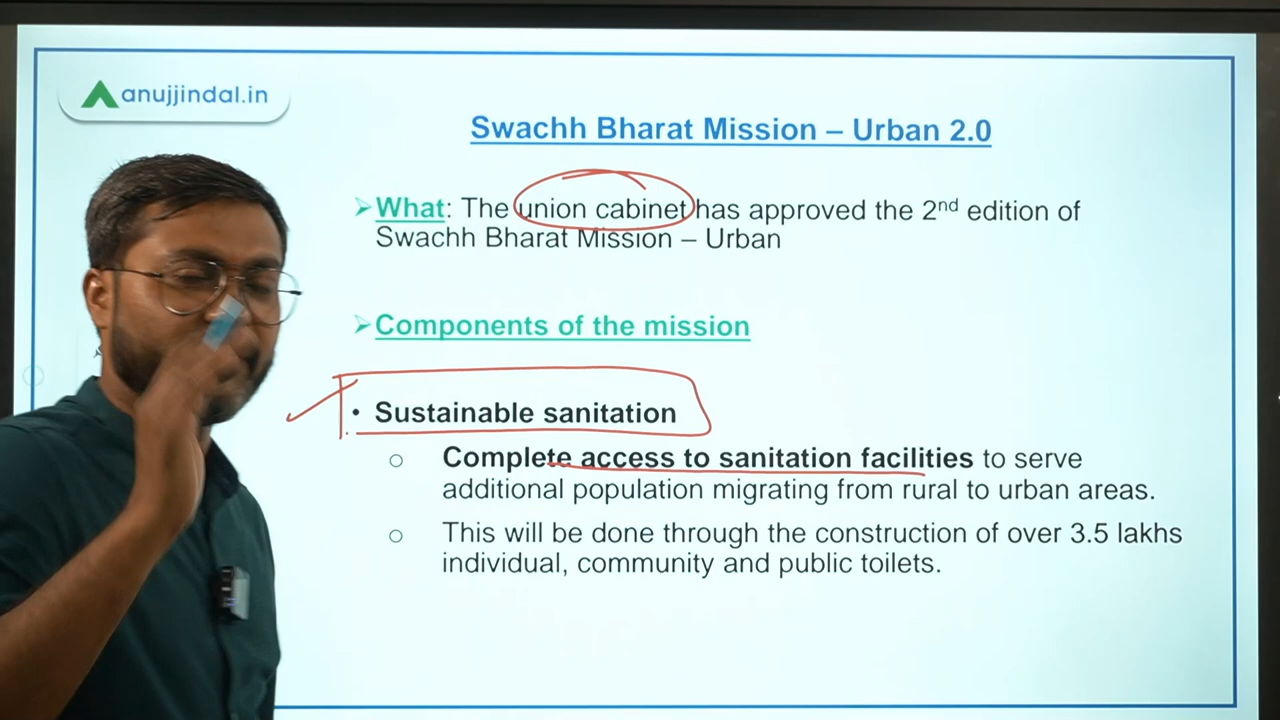 anujjindal.in
Swachh Bharat Mission – Urban 2.0
➢What: The union cabinet has approved the 2nd edition of
Swachh Bharat Mission – Urban
➢Components of the mission
• Sustainable sanitation
○ Complete access to sanitation facilities to serve
additional population migrating from rural to urban areas.
○ This will be done through the construction of over 3.5 lakhs
individual, community and public toilets.